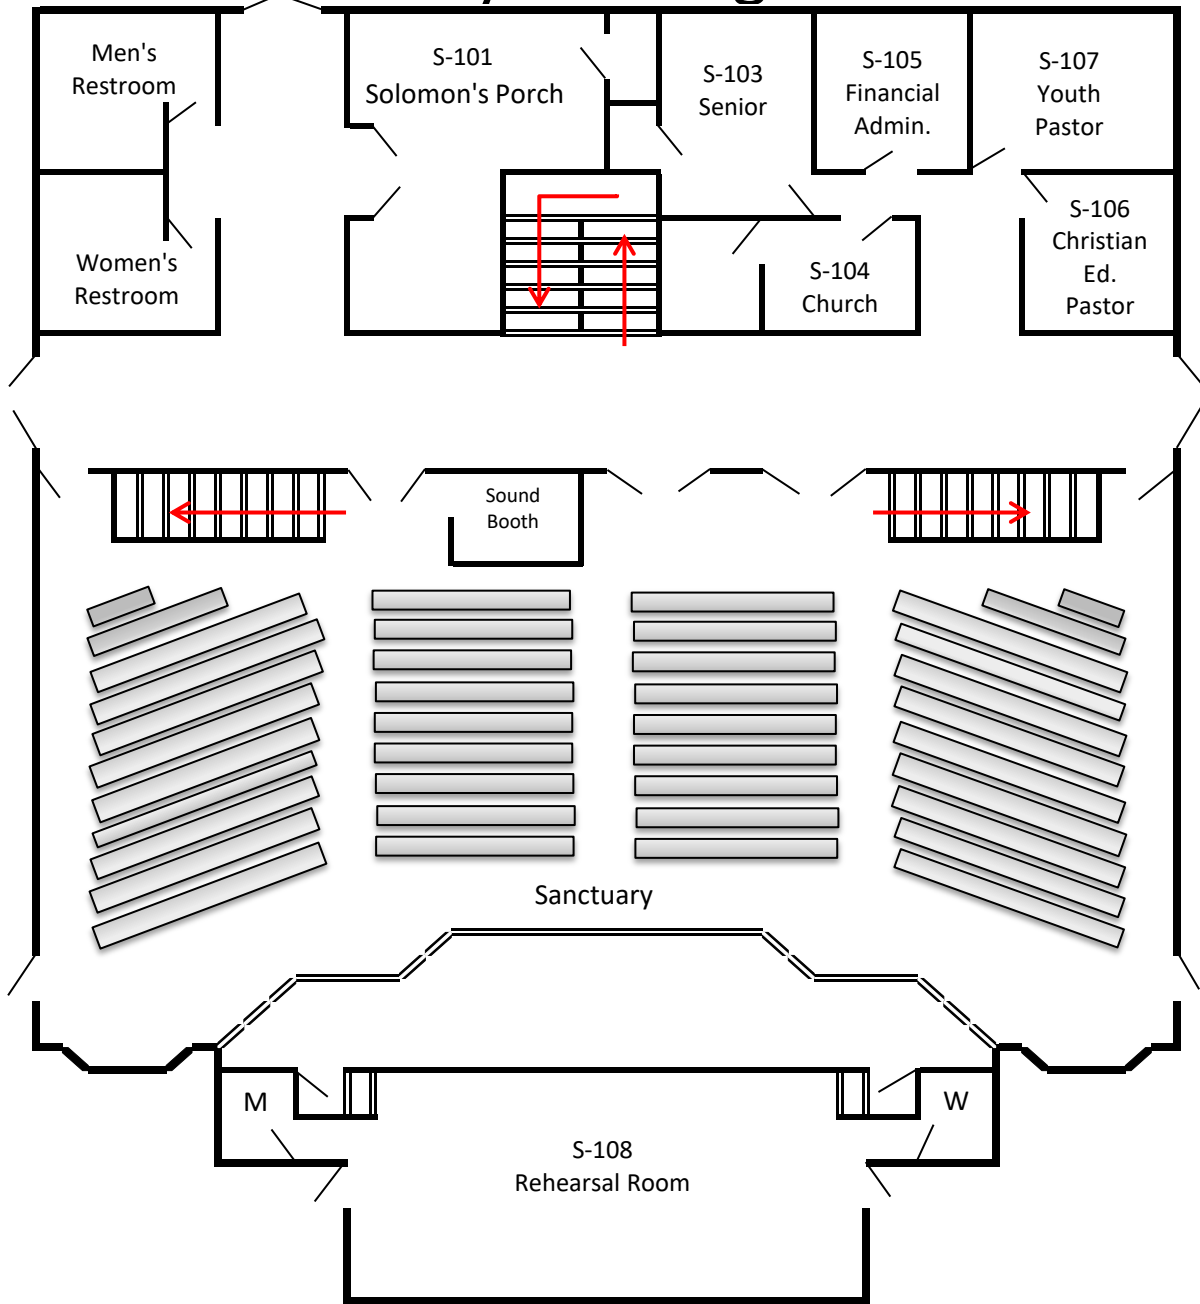 Men's
Restroom
S-101
Solomon's Porch
S-103
Senior
S-105
Financial
Admin.
S-107
Youth
Pastor
Women's
Restroom
S-104
Church
S-106
Christian
Ed.
Pastor
Sound
Booth
Sanctuary
M
W
S-108
Rehearsal Room